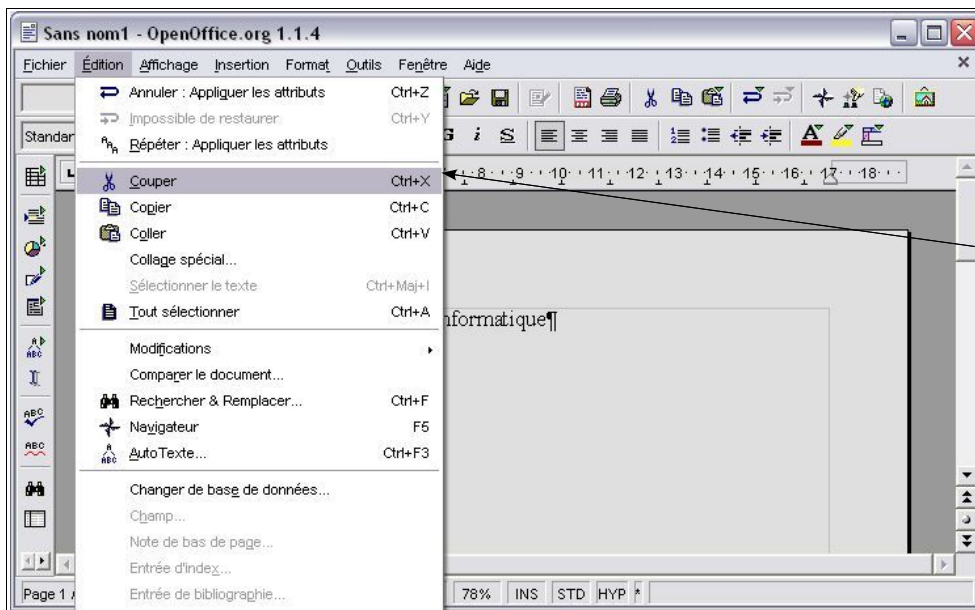 Sans nom1 - OpenOffice.org 1.1.4
Fichier Édition Affichage Insertion Format Outils Fenêtre Aide
Annuler : Appliquer les attributs Ctrl+Z
Impossible de restaurer Ctrl+Y
Standar
Répéter : Appliquer les attributs
8 9 10 11 12 13 14 15 16 17 18
Couper Ctrl+X
Copier Ctrl+C
Coller Ctrl+V
Collage spécial...
Sélectionner le texte Ctrl+Maj+I
Tout sélectionner Ctrl+A
nformatique¶
Modifications
Comparer le document...
Rechercher & Remplacer... Ctrl+F
Navigateur F5
AutoTexte... Ctrl+F3
Changer de base de données...
Champ...
Note de bas de page...
Entrée d'index...
Entrée de bibliographie...
Page 1 78% INS STD HYP *